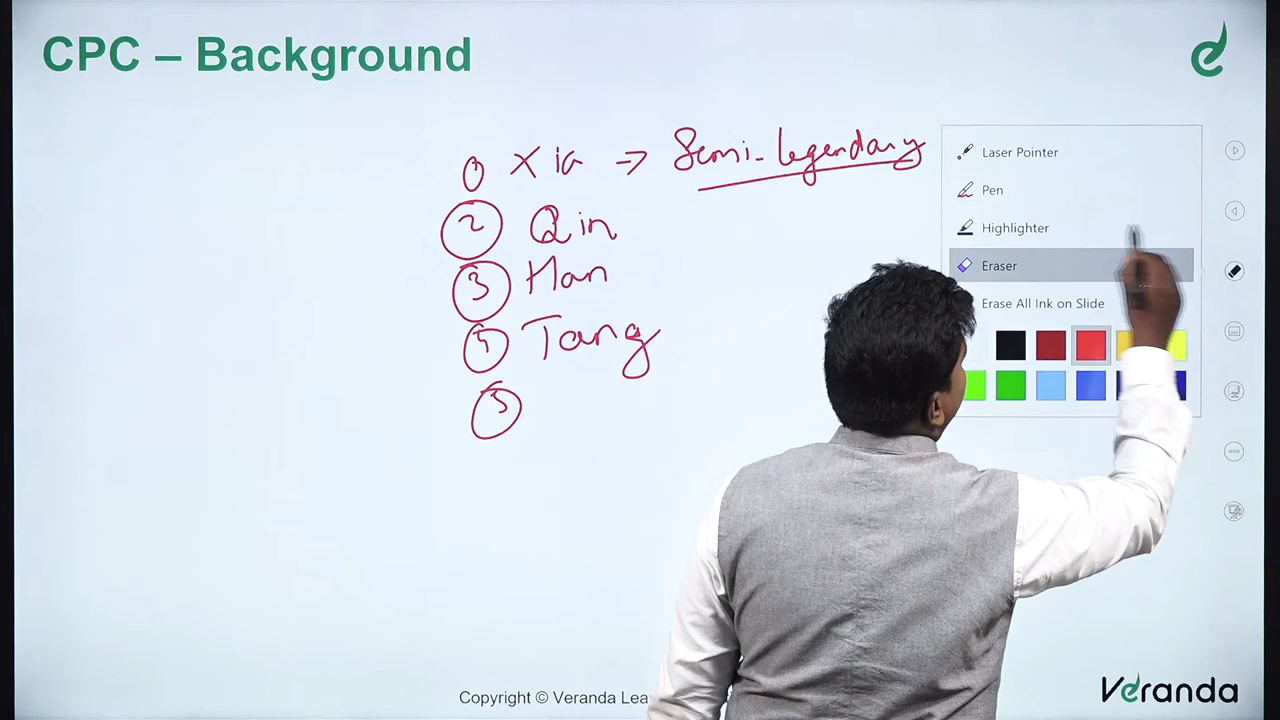 CPC – Background
① Xia → Semi-legendary
② Qin
③ Han
Tang
⑤
Laser Pointer
Pen
Highlighter
Eraser
Erase All Ink on Slide
Copyright © Veranda Lea
Veranda